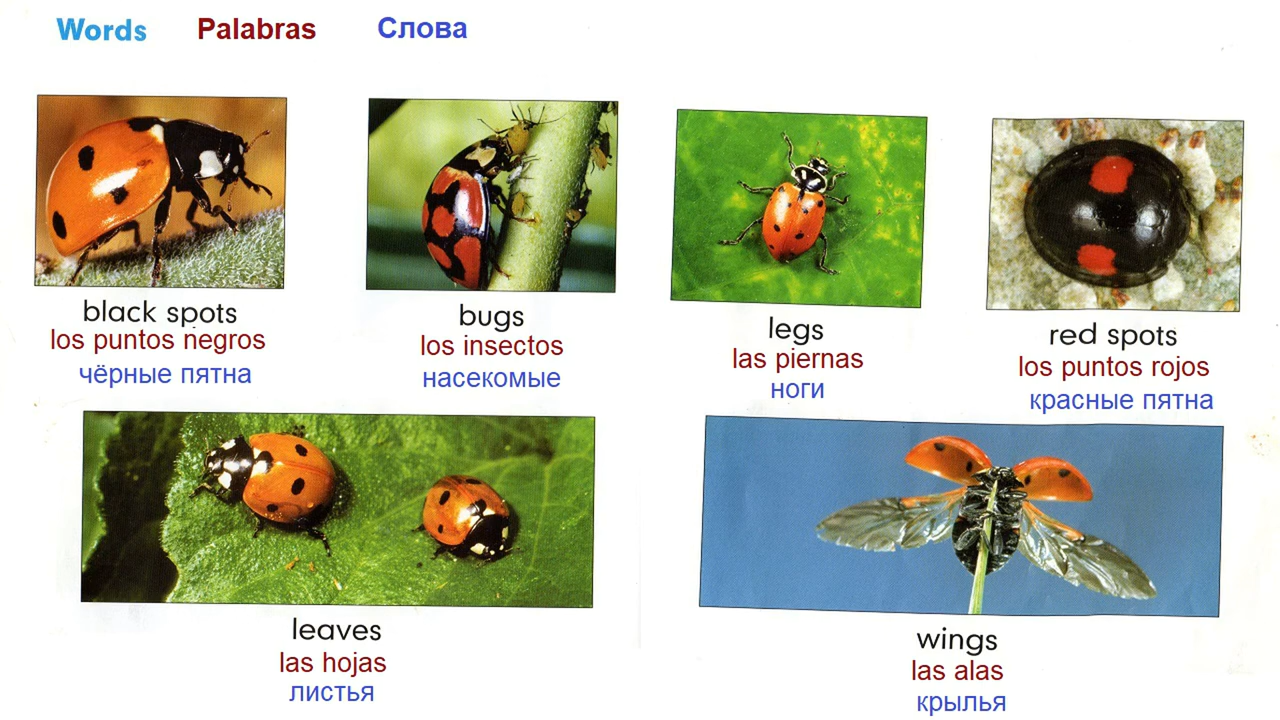 Words Palabras Слова
black spots
los puntos negros
чёрные пятна
bugs
los insectos
насекомые
legs
las piernas
ноги
red spots
los puntos rojos
красные пятна
leaves
las hojas
листья
wings
las alas
крылья